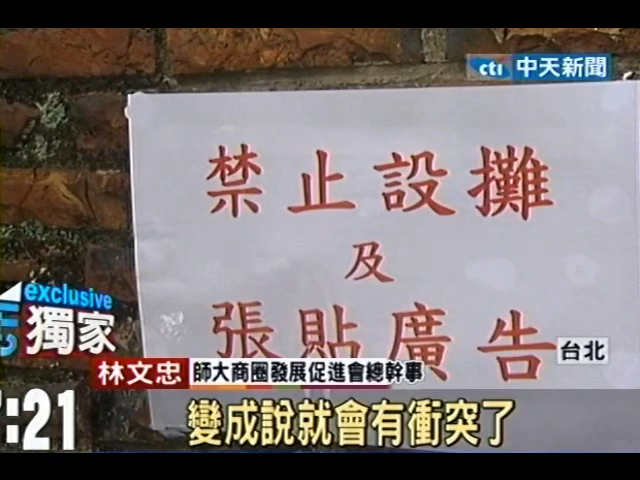 cti 中天新聞
禁止設攤
及
張貼廣告
cti exclusive
獨家
台北
林文忠 師大商圈發展促進會總幹事
:21
變成說就會有衝突了